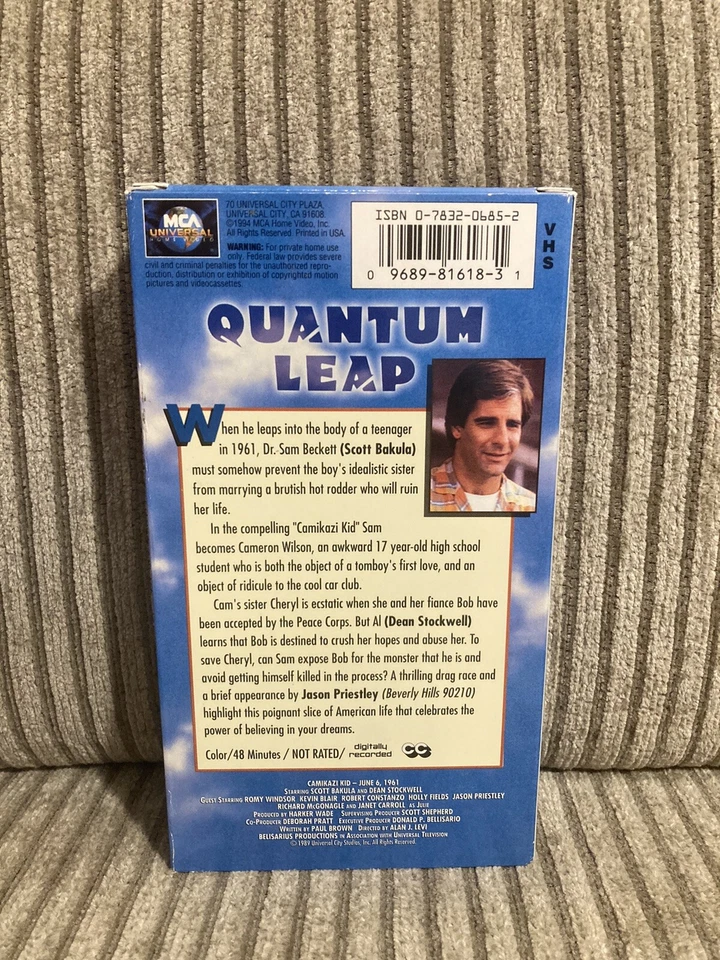 MCA
UNIVERSAL
HOME VIDEO
70 UNIVERSAL CITY PLAZA
UNIVERSAL CITY, CA 91608
©1994 MCA Home Video, Inc.
All Rights Reserved. Printed in USA.
WARNING: For private home use
only. Federal law provides severe
civil and criminal penalties for the unauthorized repro-
duction, distribution or exhibition of copyrighted motion
pictures and videocassettes.
ISBN 0-7832-0685-2
0 9689-81618-3 1
VHS
QUANTUM
LEAP
When he leaps into the body of a teenager
in 1961, Dr. Sam Beckett (Scott Bakula)
must somehow prevent the boy's idealistic sister
from marrying a brutish hot rodder who will ruin
her life.
In the compelling "Camikazi Kid" Sam
becomes Cameron Wilson, an awkward 17 year-old high school
student who is both the object of a tomboy's first love, and an
object of ridicule to the cool car club.
Cam's sister Cheryl is ecstatic when she and her fiance Bob have
been accepted by the Peace Corps. But Al (Dean Stockwell)
learns that Bob is destined to crush her hopes and abuse her. To
save Cheryl, can Sam expose Bob for the monster that he is and
avoid getting himself killed in the process? A thrilling drag race and
a brief appearance by Jason Priestley (Beverly Hills 90210)
highlight this poignant slice of American life that celebrates the
power of believing in your dreams.
Color/48 Minutes / NOT RATED/ digitally recorded CC
CAMIKAZI KID – JUNE 6, 1961
STARRING SCOTT BAKULA AND DEAN STOCKWELL
GUEST STARRING ROMY WINDSOR KEVIN BLAIR ROBERT CONSTANZO HOLLY FIELDS JASON PRIESTLEY
RICHARD McGONAGLE AND JANET CARROLL AS JULIE
PRODUCED BY HARKER WADE SUPERVISING PRODUCER SCOTT SHEPHERD
CO-PRODUCER DEBORAH PRATT EXECUTIVE PRODUCER DONALD P. BELLISARIO
WRITTEN BY PAUL BROWN DIRECTED BY ALAN J. LEVI
BELISARIUS PRODUCTIONS IN ASSOCIATION WITH UNIVERSAL TELEVISION
©1989 Universal City Studios, Inc. All Rights Reserved.